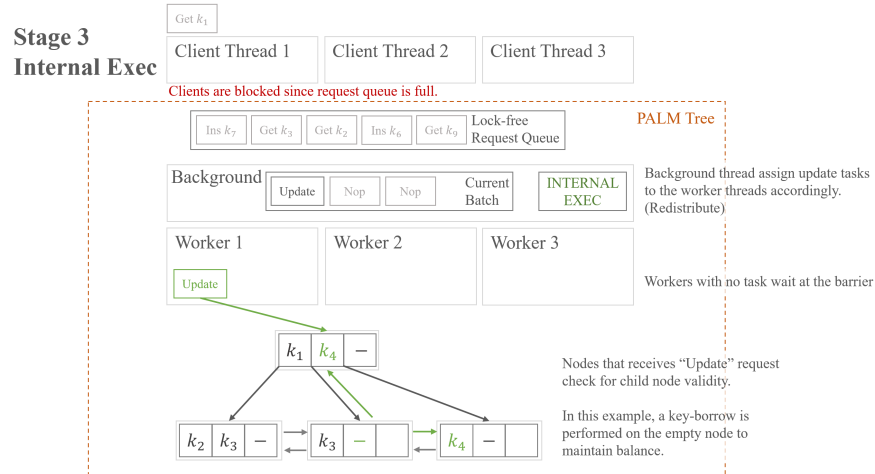 Stage 3
Internal Exec
Get k₁
Client Thread 1
Client Thread 2
Client Thread 3
Clients are blocked since request queue is full.
PALM Tree
Ins k₇
Get k₃
Get k₂
Ins k₆
Get k₉
Lock-free
Request Queue
Background
Update
Nop
Nop
Current
Batch
INTERNAL
EXEC
Background thread assign update tasks
to the worker threads accordingly.
(Redistribute)
Worker 1
Worker 2
Worker 3
Update
Workers with no task wait at the barrier
k₁ k₄ −
Nodes that receives “Update” request
check for child node validity.
In this example, a key-borrow is
performed on the empty node to
maintain balance.
k₂ k₃ −
k₃ −
k₄ −